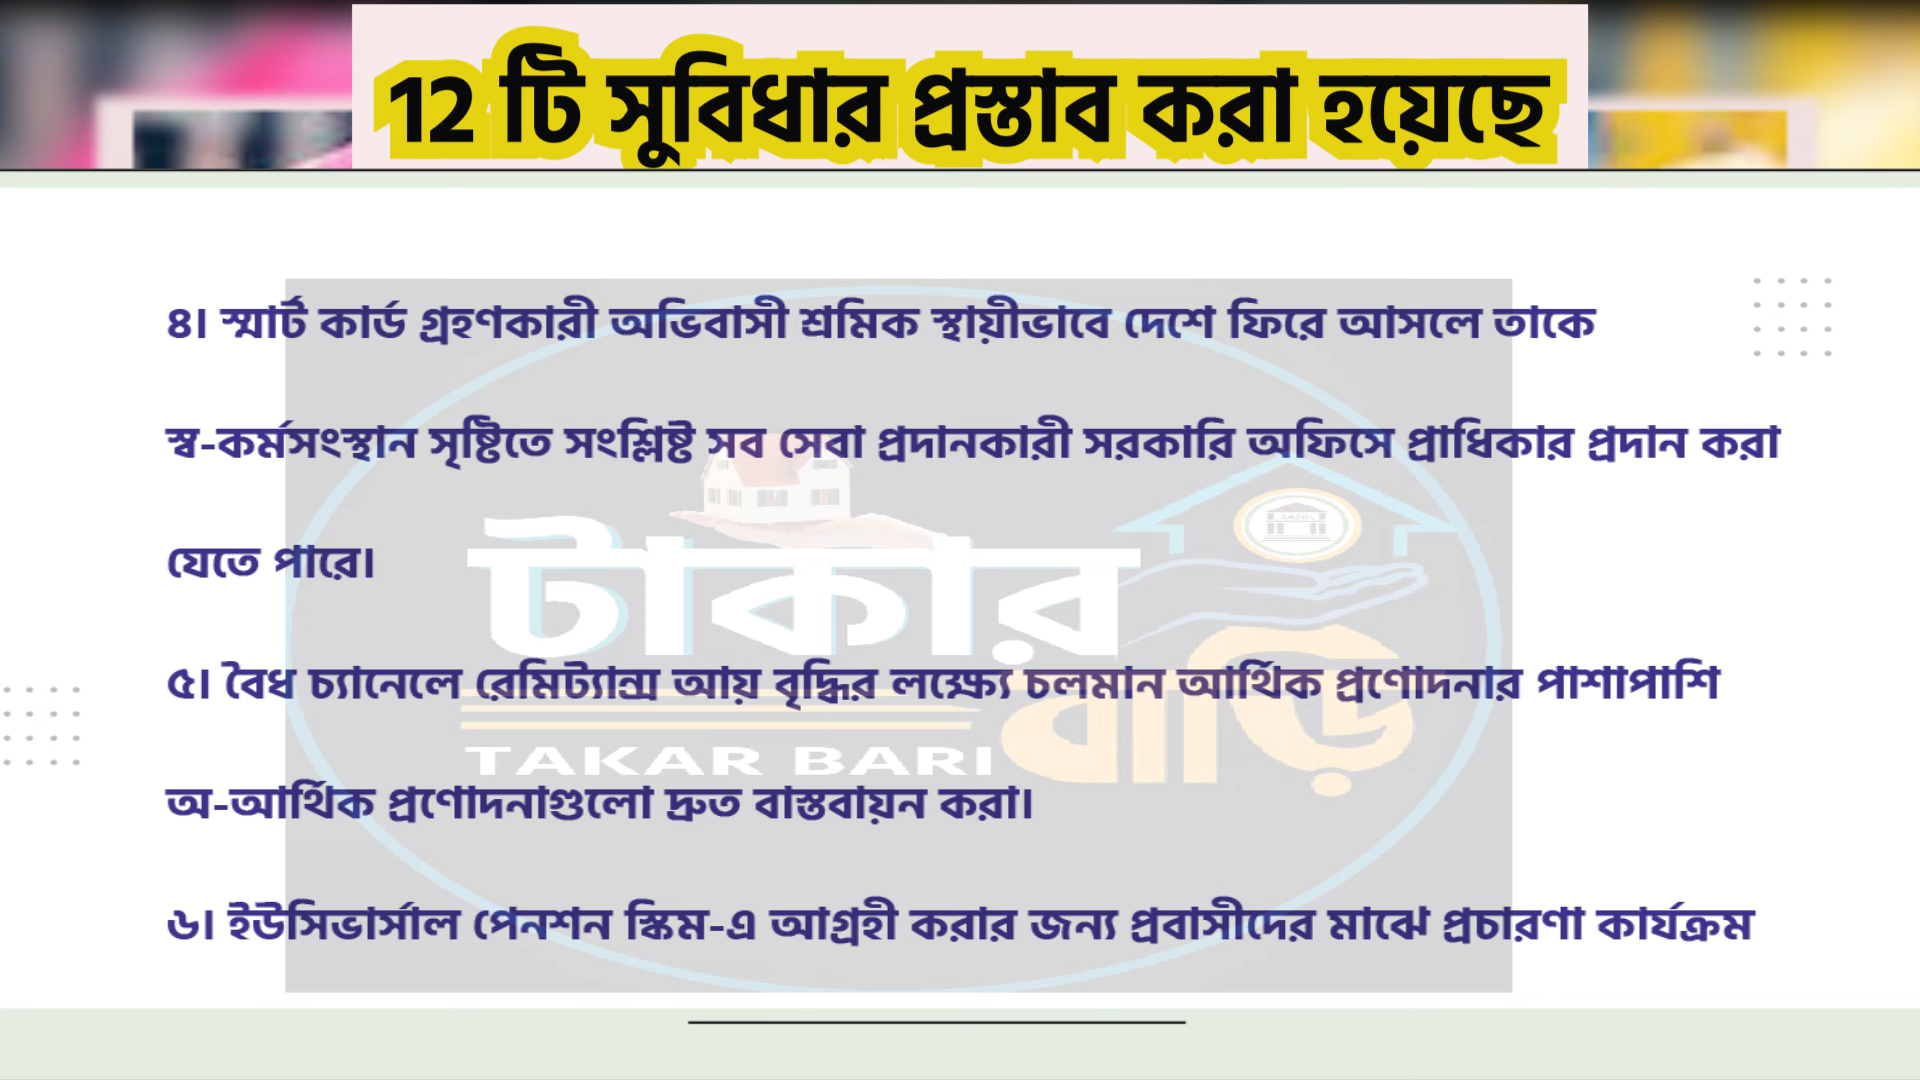 12 টি সুবিধার প্রস্তাব করা হয়েছে
৪। স্মার্ট কার্ড গ্রহণকারী অভিবাসী শ্রমিক স্থায়ীভাবে দেশে ফিরে আসলে তাকে
স্ব-কর্মসংস্থান সৃষ্টিতে সংশ্লিষ্ট সব সেবা প্রদানকারী সরকারি অফিসে প্রাধিকার প্রদান করা
BANK
যেতে পারে।
টাকার
৫। বৈধ চ্যানেলে রেমিট্যান্স আয় বৃদ্ধির লক্ষ্যে চলমান আর্থিক প্রণোদনার পাশাপাশি
বাড়ি
TAKAR BARI
অ-আর্থিক প্রণোদনাগুলো দ্রুত বাস্তবায়ন করা।
৬। ইউসিভার্সাল পেনশন স্কিম-এ আগ্রহী করার জন্য প্রবাসীদের মাঝে প্রচারণা কার্যক্রম